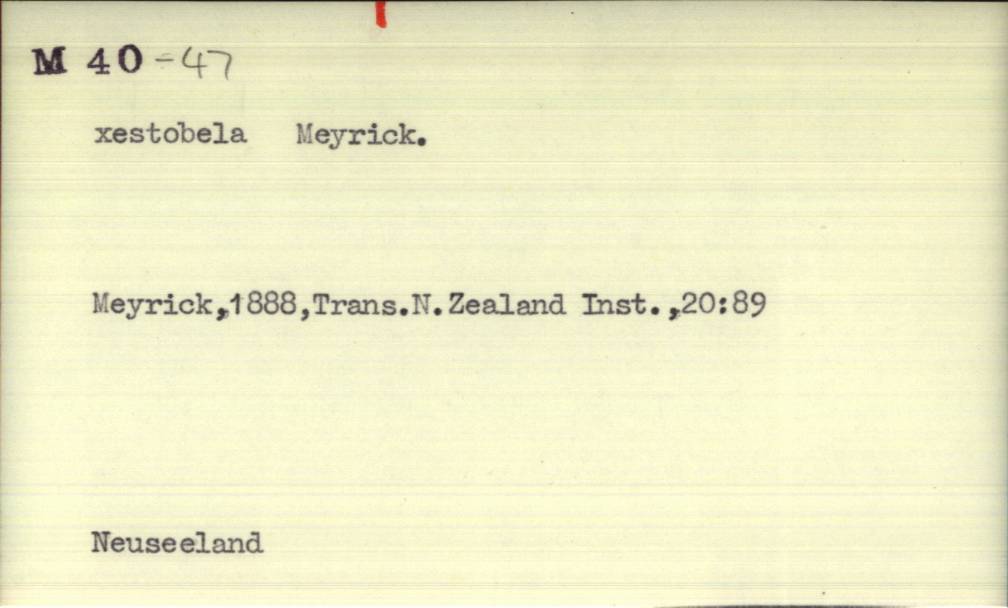 M 40-47
xestobela Meyrick.
Meyrick,1888,Trans.N.Zealand Inst.,20:89
Neuseeland